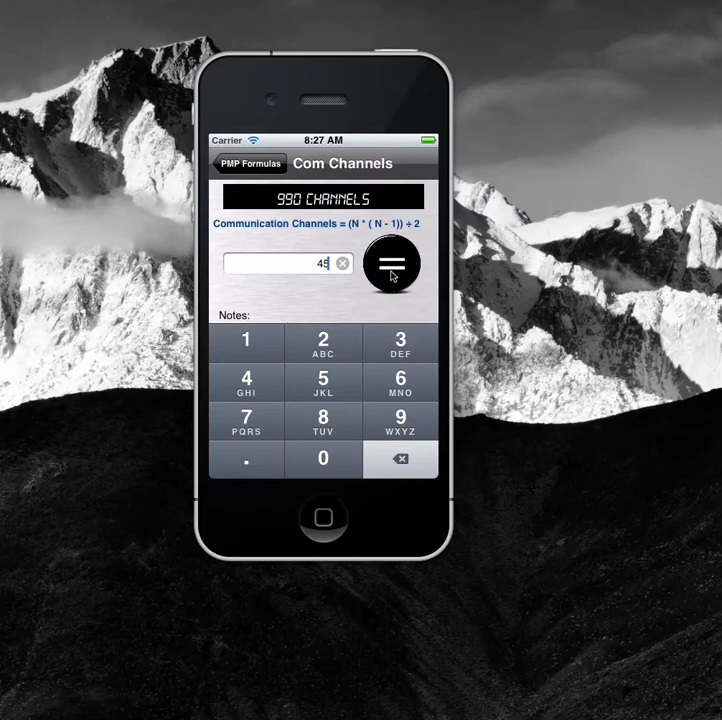 Carrier 8:27 AM
PMP Formulas Com Channels
990 CHANNELS
Communication Channels = (N * ( N - 1)) ÷ 2
45
Notes:
1 2 3
ABC DEF
4 5 6
GHI JKL MNO
7 8 9
PQRS TUV WXYZ
. 0